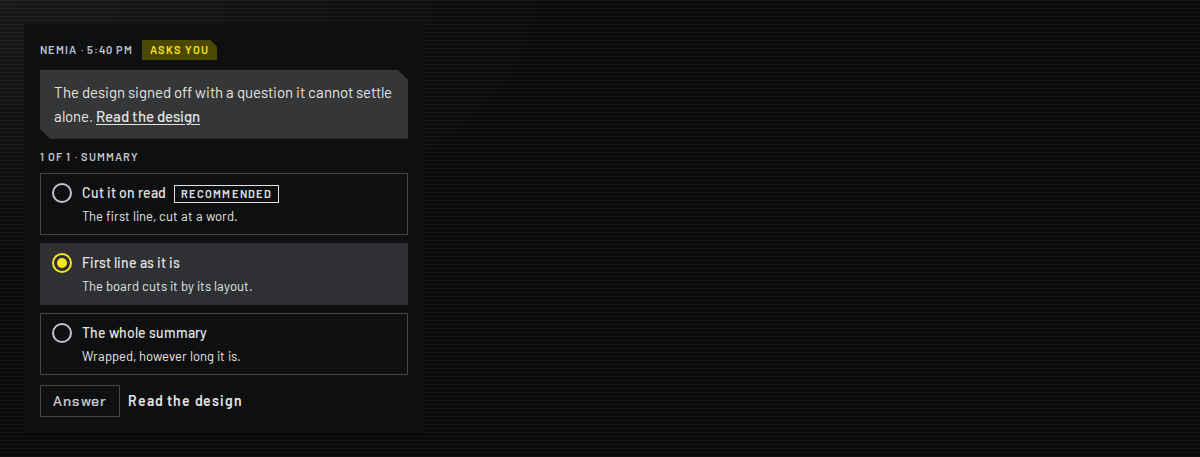 NEMIA · 5:40 PM ASKS YOU
The design signed off with a question it cannot settle
alone. Read the design
1 OF 1 · SUMMARY
Cut it on read RECOMMENDED
The first line, cut at a word.
First line as it is
The board cuts it by its layout.
The whole summary
Wrapped, however long it is.
Answer Read the design